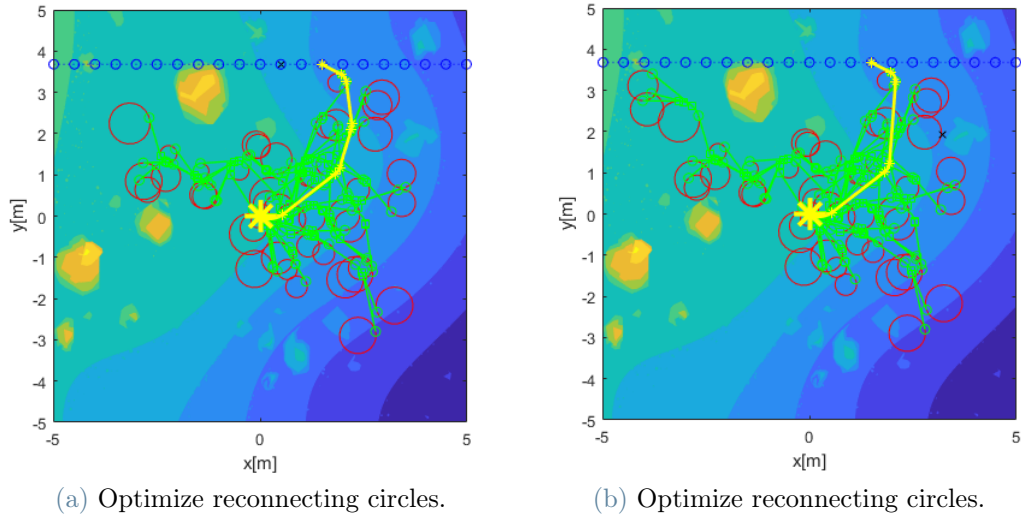 5
4
3
2
1
0
-1
-2
-3
-4
-5
y[m]
-5 0 5
x[m]
(a) Optimize reconnecting circles.
5
4
3
2
1
0
-1
-2
-3
-4
-5
y[m]
-5 0 5
x[m]
(b) Optimize reconnecting circles.